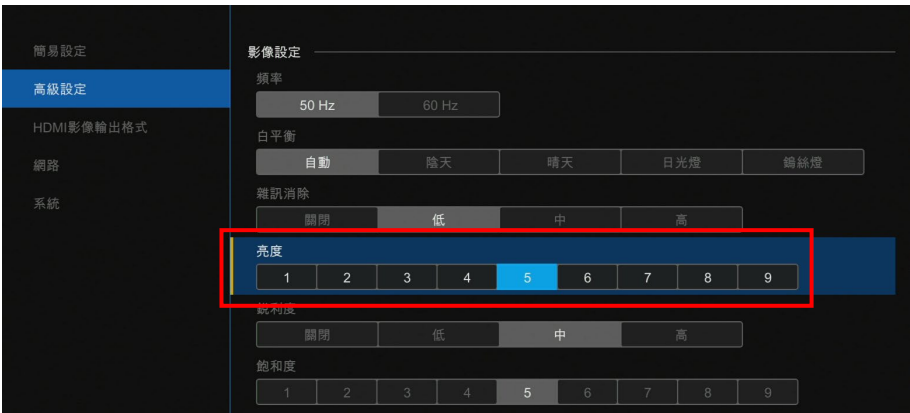 簡易設定
高級設定
HDMI影像輸出格式
網路
系統
影像設定
頻率
50 Hz 60 Hz
白平衡
自動 陰天 晴天 日光燈 鎢絲燈
雜訊消除
關閉 低 中 高
亮度
1 2 3 4 5 6 7 8 9
銳利度
關閉 低 中 高
飽和度
1 2 3 4 5 6 7 8 9